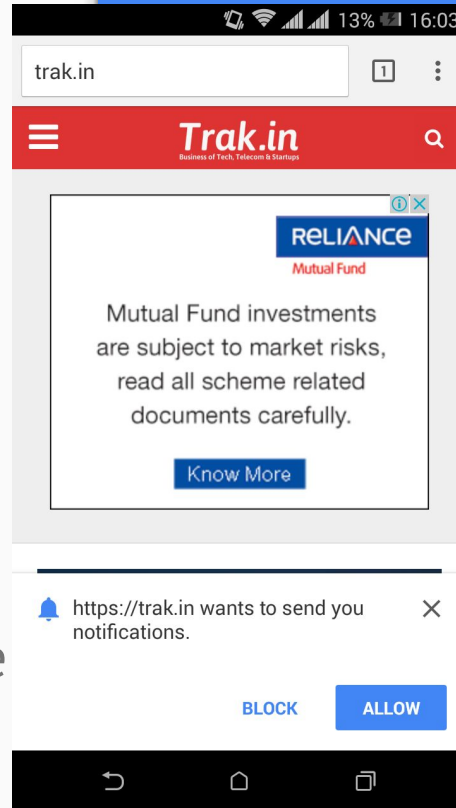 13% 16:03
trak.in 1
Trak.in
Business of Tech, Telecom & Startups
RELIANCE
Mutual Fund
Mutual Fund investments
are subject to market risks,
read all scheme related
documents carefully.
Know More
https://trak.in wants to send you
notifications.
e
BLOCK ALLOW